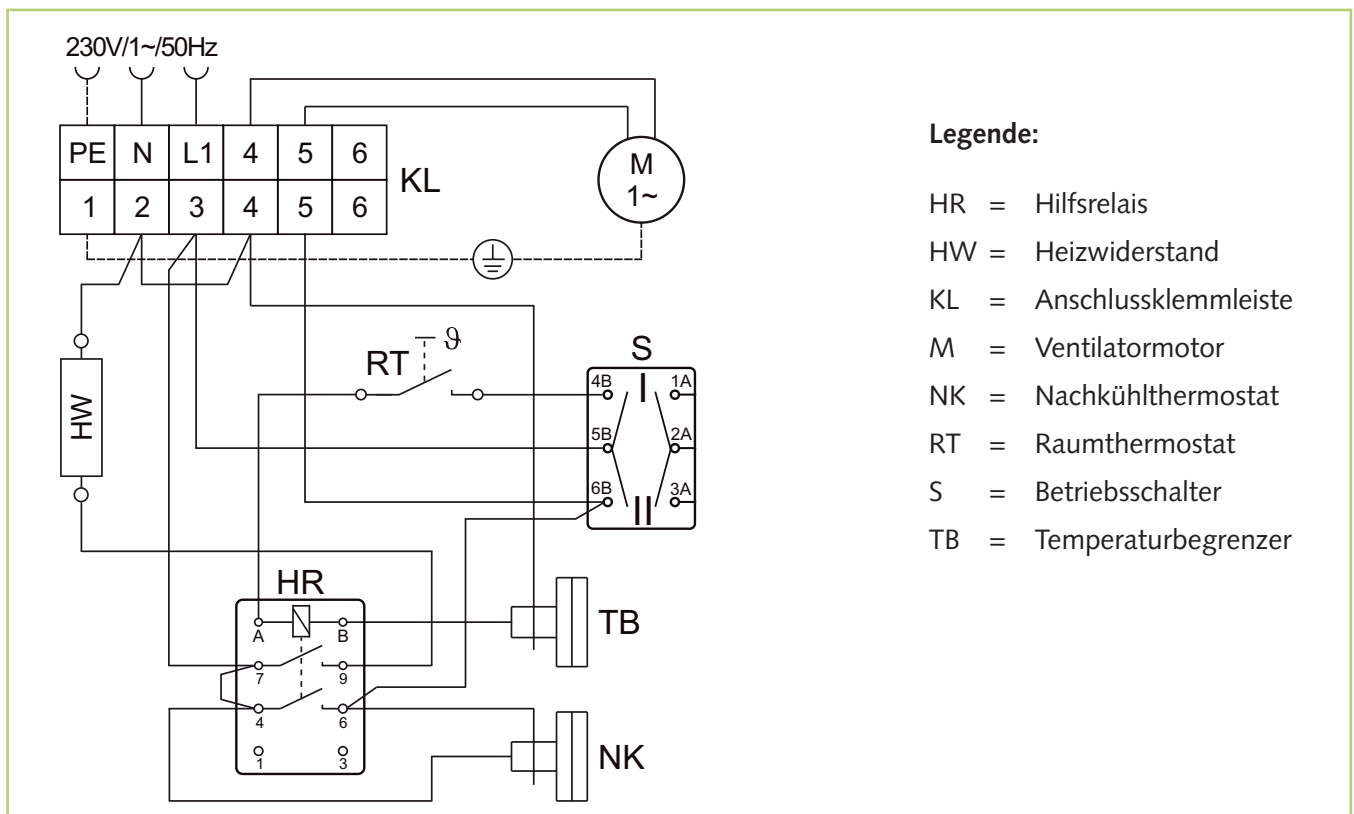 230V/1~/50Hz
PE N L1 4 5 6
1 2 3 4 5 6
KL
M
1~
HW
RT
ϑ
S
4B I 1A
5B 2A
6B II 3A
HR
A B
7 9
4 6
1 3
TB
NK
Legende:
HR = Hilfsrelais
HW = Heizwiderstand
KL = Anschlussklemmleiste
M = Ventilatormotor
NK = Nachkühlthermostat
RT = Raumthermostat
S = Betriebsschalter
TB = Temperaturbegrenzer